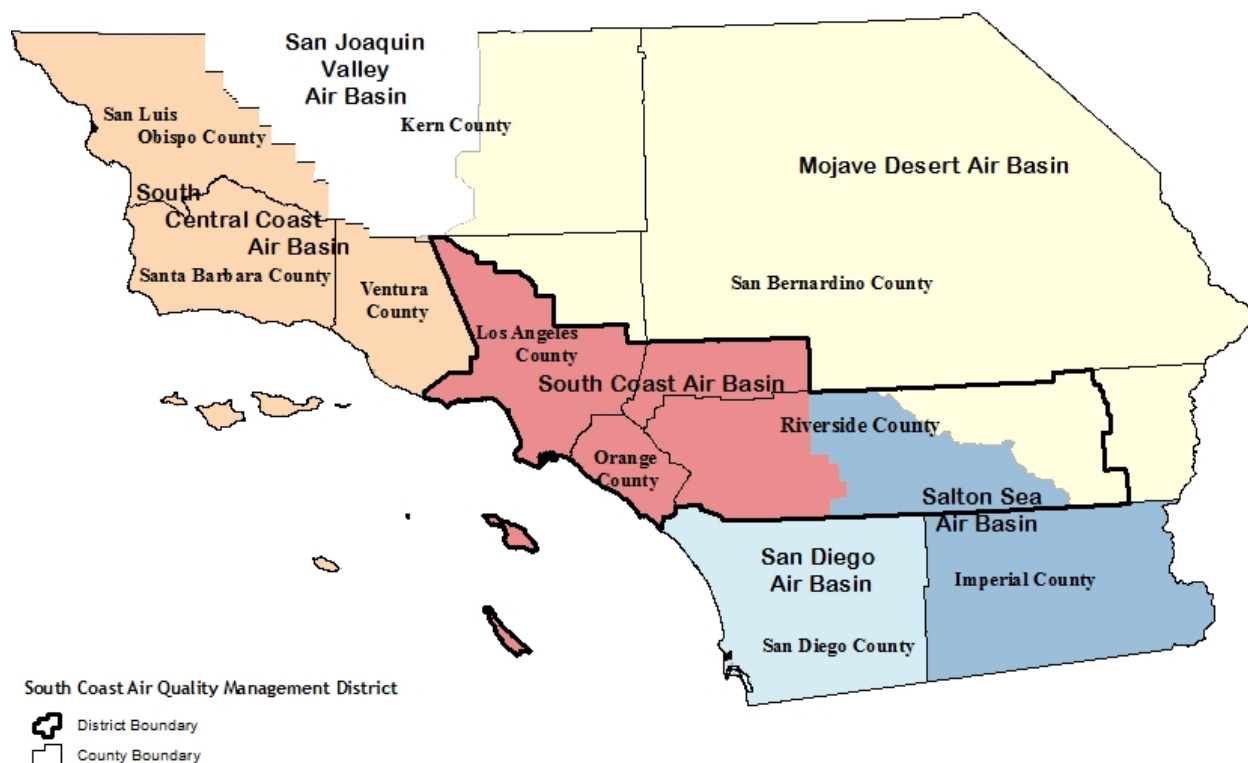 San Joaquin
Valley
Air Basin
Kern County
San Luis
Obispo County
Mojave Desert Air Basin
South
Central Coast
Air Basin
Santa Barbara County
Ventura
County
San Bernardino County
Los Angeles
County
South Coast Air Basin
Riverside County
Orange
County
Salton Sea
Air Basin
San Diego
Air Basin
Imperial County
San Diego County
South Coast Air Quality Management District
District Boundary
County Boundary